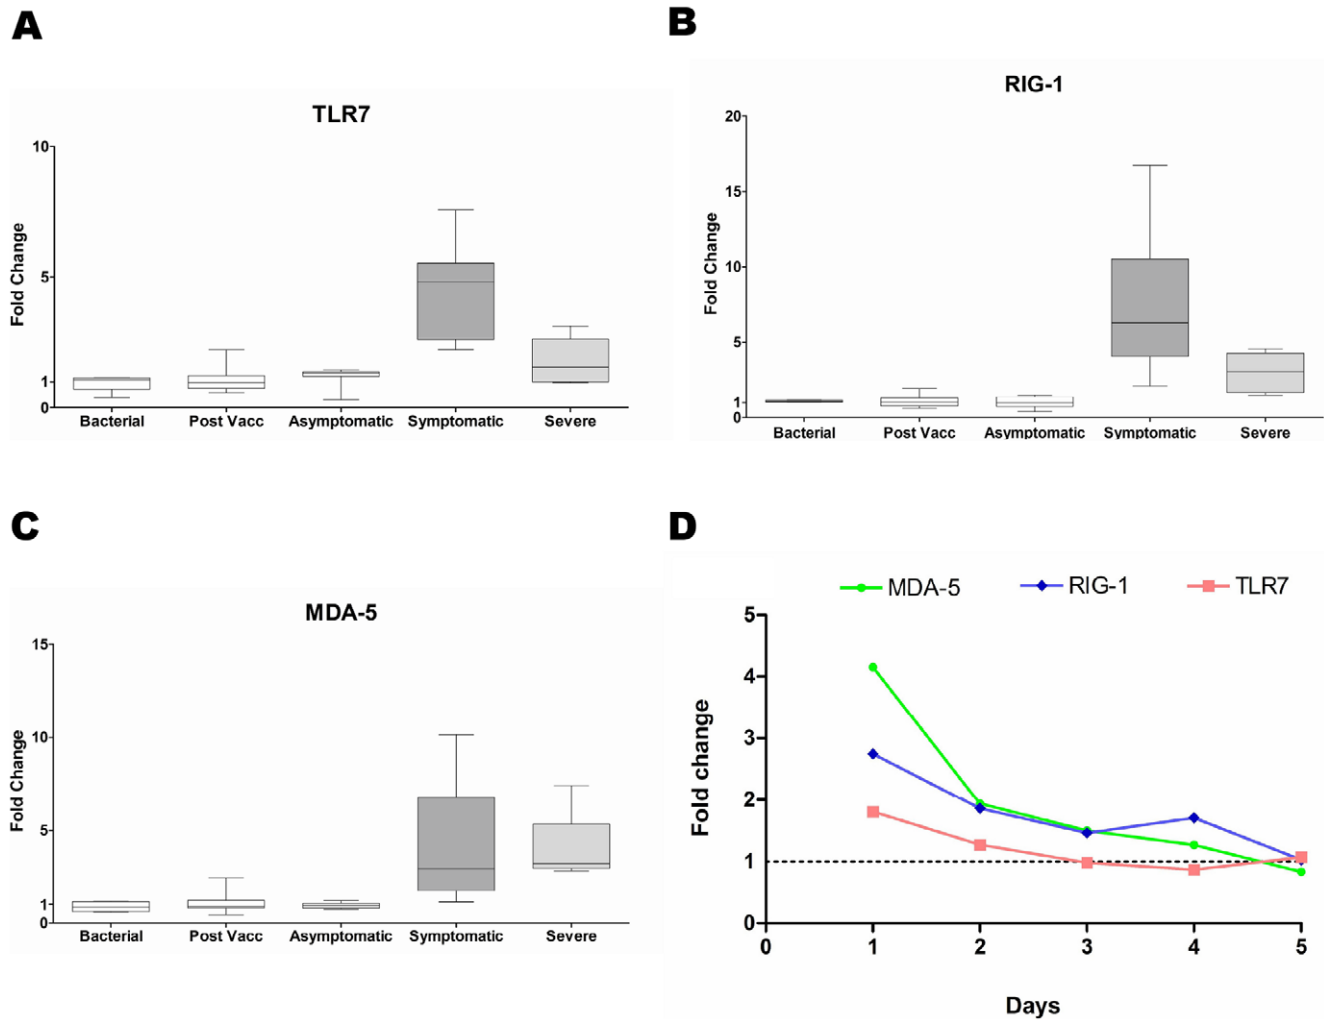 A
TLR7
Fold Change
10
5
1
0
Bacterial Post Vacc Asymptomatic Symptomatic Severe
B
RIG-1
Fold Change
20
15
10
5
1
0
Bacterial Post Vacc Asymptomatic Symptomatic Severe
C
MDA-5
Fold Change
15
10
5
1
0
Bacterial Post Vacc Asymptomatic Symptomatic Severe
D
MDA-5 RIG-1 TLR7
Fold change
5
4
3
2
1
0
0 1 2 3 4 5
Days